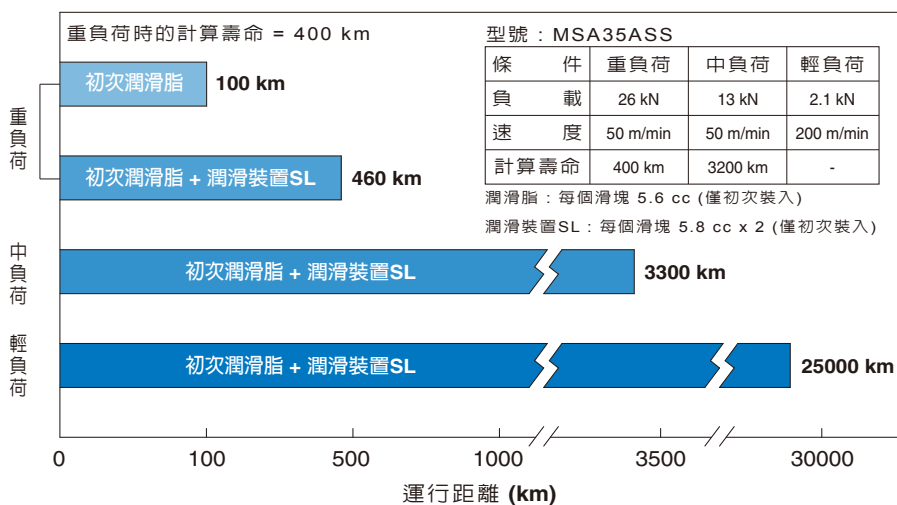 重負荷時的計算壽命 = 400 km
型號：MSA35ASS
條件 重負荷 中負荷 輕負荷
負載 26 kN 13 kN 2.1 kN
速度 50 m/min 50 m/min 200 m/min
計算壽命 400 km 3200 km -
潤滑脂：每個滑塊 5.6 cc (僅初次裝入)
潤滑裝置SL：每個滑塊 5.8 cc x 2 (僅初次裝入)
重負荷
初次潤滑脂 100 km
初次潤滑脂 + 潤滑裝置SL 460 km
中負荷
初次潤滑脂 + 潤滑裝置SL 3300 km
輕負荷
初次潤滑脂 + 潤滑裝置SL 25000 km
0 100 500 1000 3500 30000
運行距離 (km)